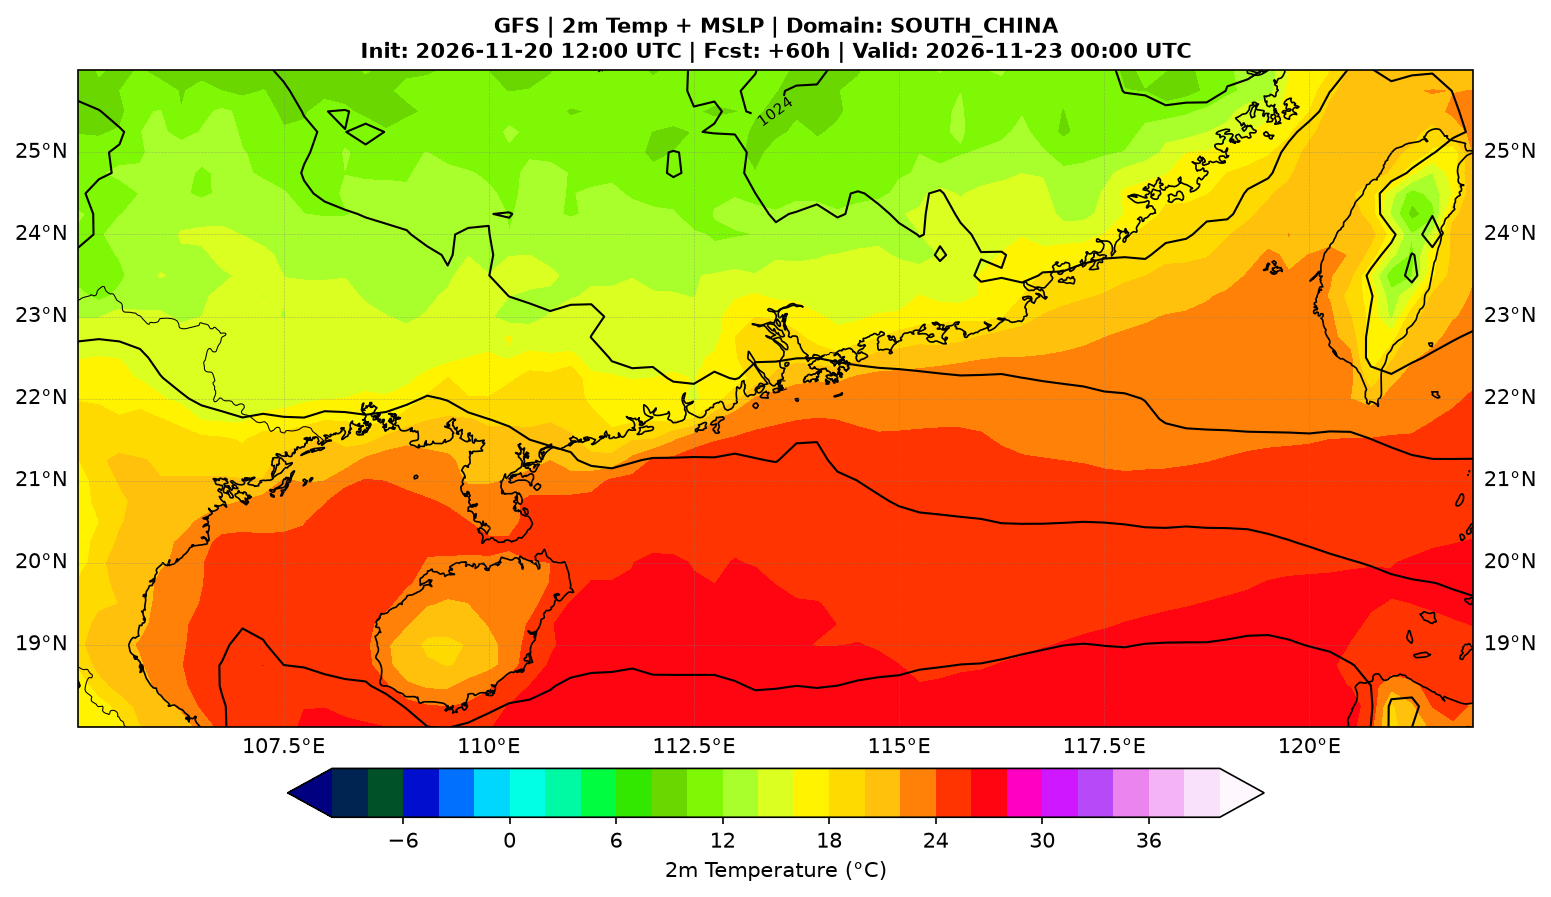 GFS | 2m Temp + MSLP | Domain: SOUTH_CHINA
Init: 2026-11-20 12:00 UTC | Fcst: +60h | Valid: 2026-11-23 00:00 UTC
1024
25°N 25°N
24°N 24°N
23°N 23°N
22°N 22°N
21°N 21°N
20°N 20°N
19°N 19°N
107.5°E 110°E 112.5°E 115°E 117.5°E 120°E
−6 0 6 12 18 24 30 36
2m Temperature (°C)